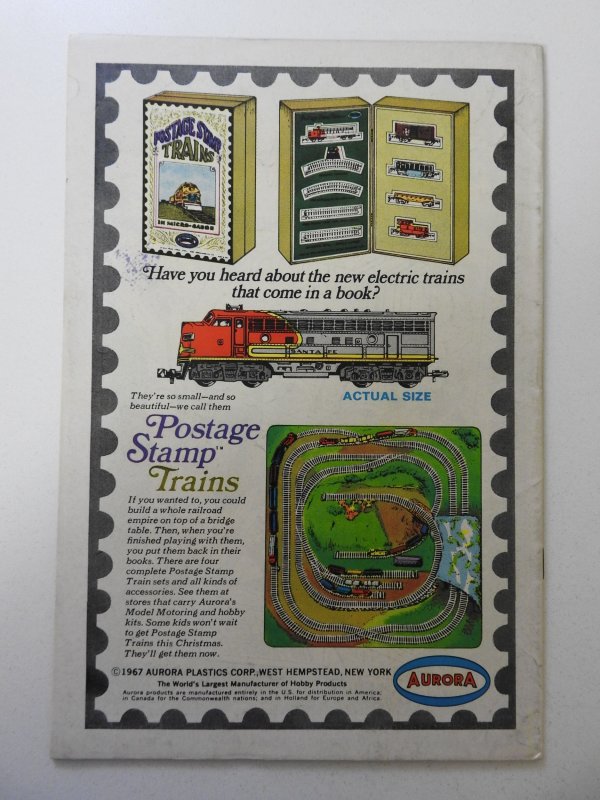 POSTAGE STAMP
TRAINS
IN MICRO-GAUGE
Have you heard about the new electric trains
that come in a book?
SANTA FE
They're so small—and so
beautiful—we call them
ACTUAL SIZE
Postage
Stamp™
Trains
If you wanted to, you could
build a whole railroad
empire on top of a bridge
table. Then, when you're
finished playing with them,
you put them back in their
books. There are four
complete Postage Stamp
Train sets and all kinds of
accessories. See them at
stores that carry Aurora's
Model Motoring and hobby
kits. Some kids won't wait
to get Postage Stamp
Trains this Christmas.
They'll get them now.
©1967 AURORA PLASTICS CORP., WEST HEMPSTEAD, NEW YORK
The World's Largest Manufacturer of Hobby Products
Aurora products are manufactured entirely in the U.S. for distribution in America;
in Canada for the Commonwealth nations; and in Holland for Europe and Africa.
AURORA